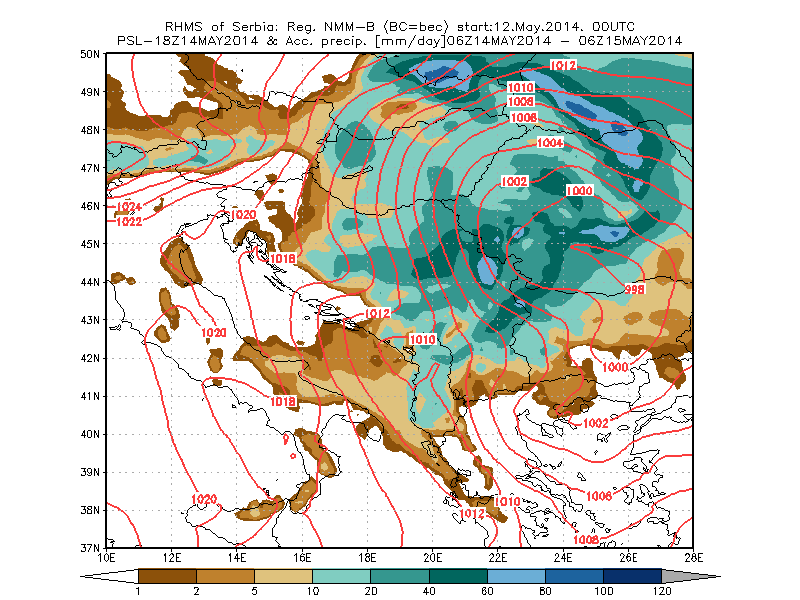 RHMS of Serbia: Reg. NMM-B (BC=bec) start:12.May.2014. 00UTC
PSL-18Z14MAY2014 & Acc. precip. [mm/day]06Z14MAY2014 - 06Z15MAY2014
50N
1012
49N
1010
1008
48N
1006
1004
47N
1002
1000
46N
1024
1020
1022
45N
1018
44N
998
43N
1012
1020
1010
42N
1000
41N
1018
1002
40N
39N
1020
1010
1006
38N
1012
1008
37N
10E 12E 14E 16E 18E 20E 22E 24E 26E 28E
1 2 5 10 20 40 60 80 100 120